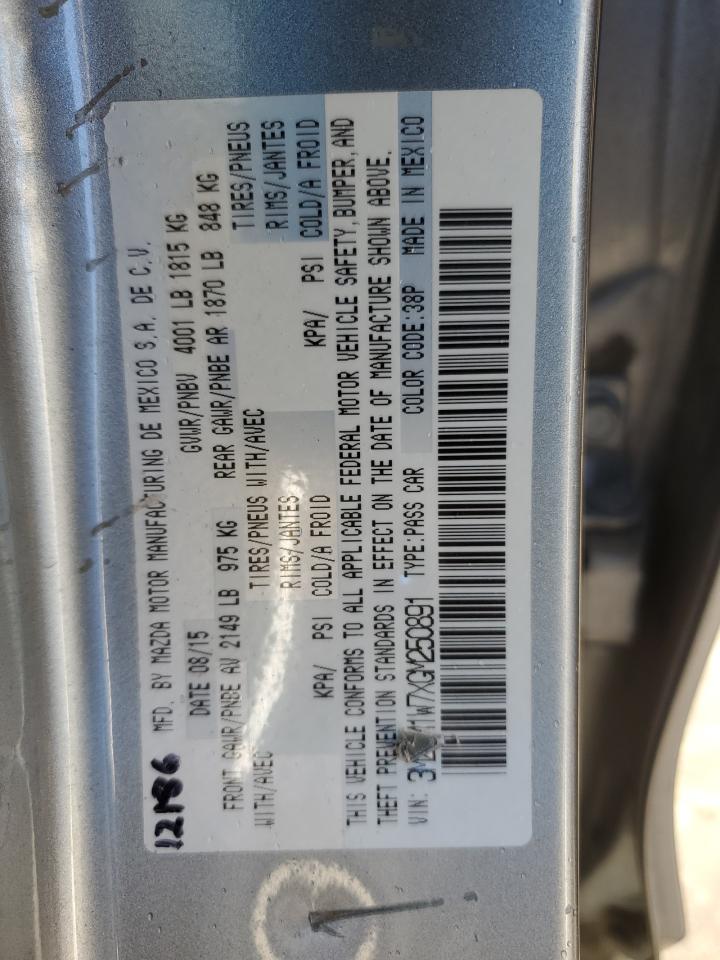 12136
MFD. BY MAZDA MOTOR MANUFACTURING DE MEXICO S.A. DE C.V.
DATE 08/15 GVWR/PNBV 4001 LB 1815 KG
FRONT GAWR/PNBE AV 2149 LB 975 KG REAR GAWR/PNBE AR 1870 LB 848 KG
WITH/AVEC TIRES/PNEUS WITH/AVEC TIRES/PNEUS
RIMS/JANTES RIMS/JANTES
KPA/ PSI COLD/A FROID KPA/ PSI COLD/A FROID
THIS VEHICLE CONFORMS TO ALL APPLICABLE FEDERAL MOTOR VEHICLE SAFETY, BUMPER, AND
THEFT PREVENTION STANDARDS IN EFFECT ON THE DATE OF MANUFACTURE SHOWN ABOVE.
VIN: TYPE:PASS CAR COLOR CODE:38P MADE IN MEXICO